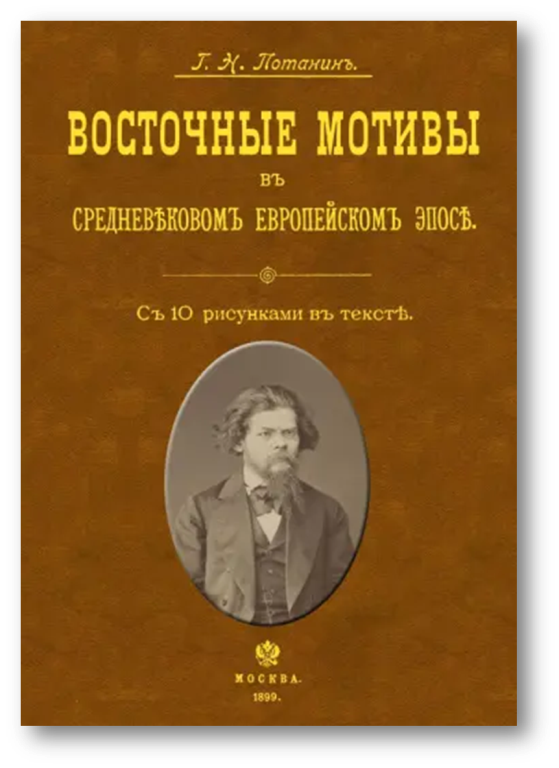 Г. Н. Потанинъ.
ВОСТОЧНЫЕ МОТИВЫ
ВЪ
СРЕДНЕВѢКОВОМЪ ЕВРОПЕЙСКОМЪ ЭПОСѢ.
Съ 10 рисунками въ текстѣ.
МОСКВА.
1899.